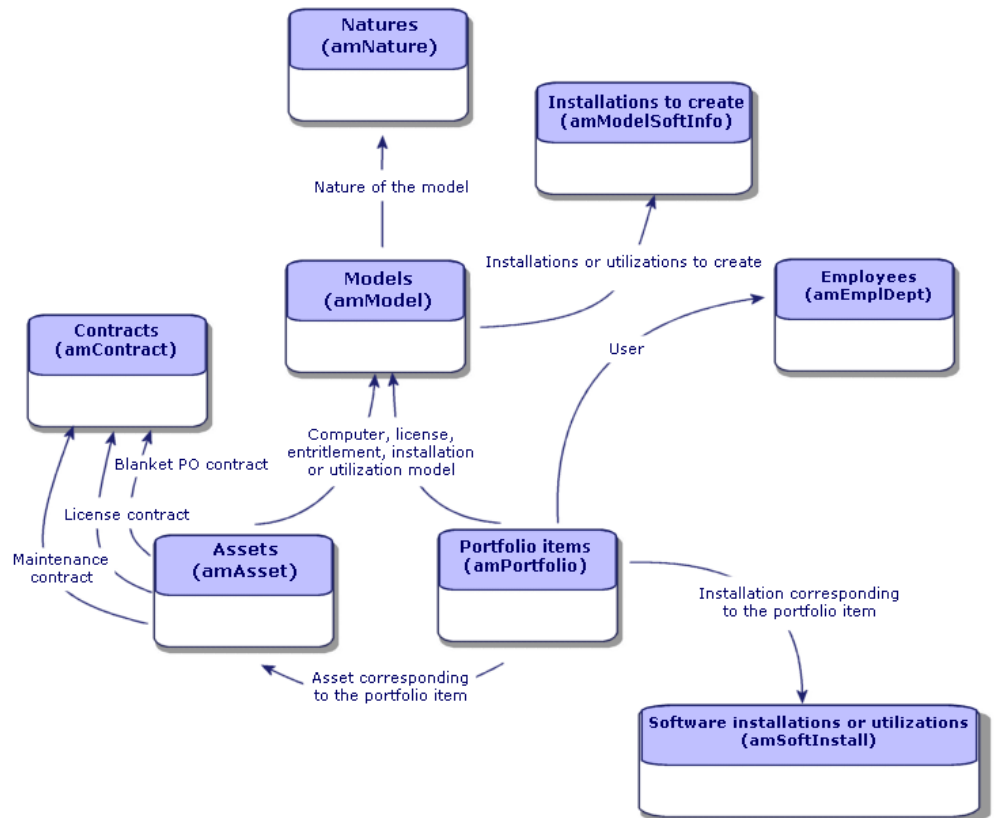 Natures
(amNature)
Installations to create
(amModelSoftInfo)
Nature of the model
Installations or utilizations to create
Models
(amModel)
Employees
(amEmplDept)
Contracts
(amContract)
User
Computer, license,
entritlement, installation
or utilization model
Blanket PO contract
License contract
Maintenance
contract
Assets
(amAsset)
Portfolio items
(amPortfolio)
Installation corresponding
to the portfolio item
Asset corresponding
to the portfolio item
Software installations or utilizations
(amSoftInstall)